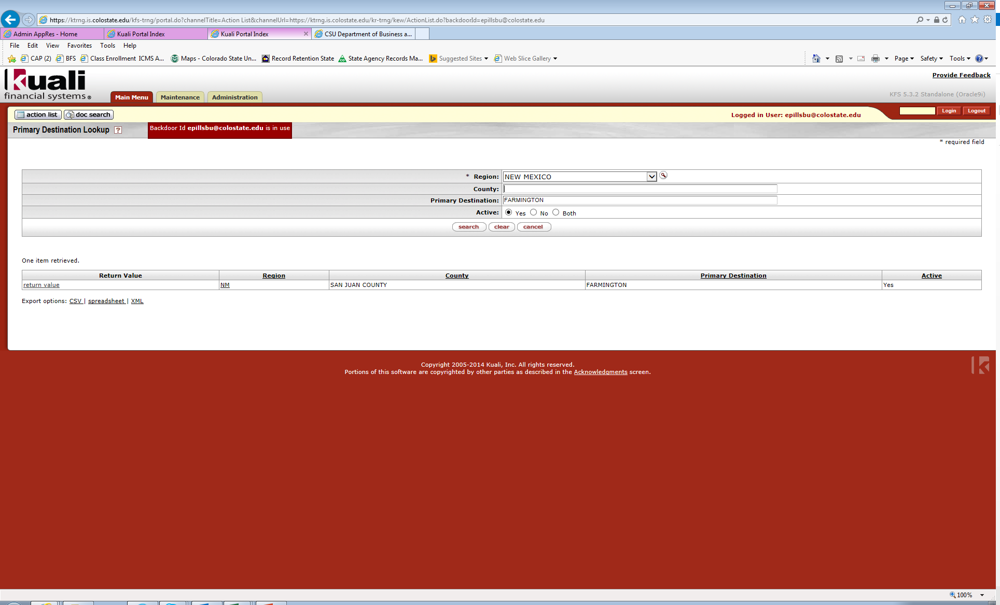 https://ktrng.is.colostate.edu/kfs-trng/portal.do?channelTitle=Action List&channelUrl=https://ktrng.is.colostate.edu/kr-trng/kew/ActionList.do?backdoorId=epillsbu@colostate.edu
Admin AppRes - Home Kuali Portal Index Kuali Portal Index CSU Department of Business a...
File Edit View Favorites Tools Help
CAP (2) BFS Class Enrollment ICMS A... Maps - Colorado State Un... Record Retention State State Agency Records Ma... Suggested Sites Web Slice Gallery Page Safety Tools
Kuali
financial systems ®
Provide Feedback
Main Menu Maintenance Administration
KFS 5.3.2 Standalone (Oracle9i)
action list doc search Logged in User: epillsbu@colostate.edu Login Logout
Primary Destination Lookup ? Backdoor Id epillsbu@colostate.edu is in use
* required field
* Region: NEW MEXICO
County:
Primary Destination: FARMINGTON
Active: Yes No Both
search clear cancel
One item retrieved.
Return Value Region County Primary Destination Active
return value NM SAN JUAN COUNTY FARMINGTON Yes
Export options: CSV | spreadsheet | XML
Copyright 2005-2014 Kuali, Inc. All rights reserved.
Portions of this software are copyrighted by other parties as described in the Acknowledgments screen.
100%